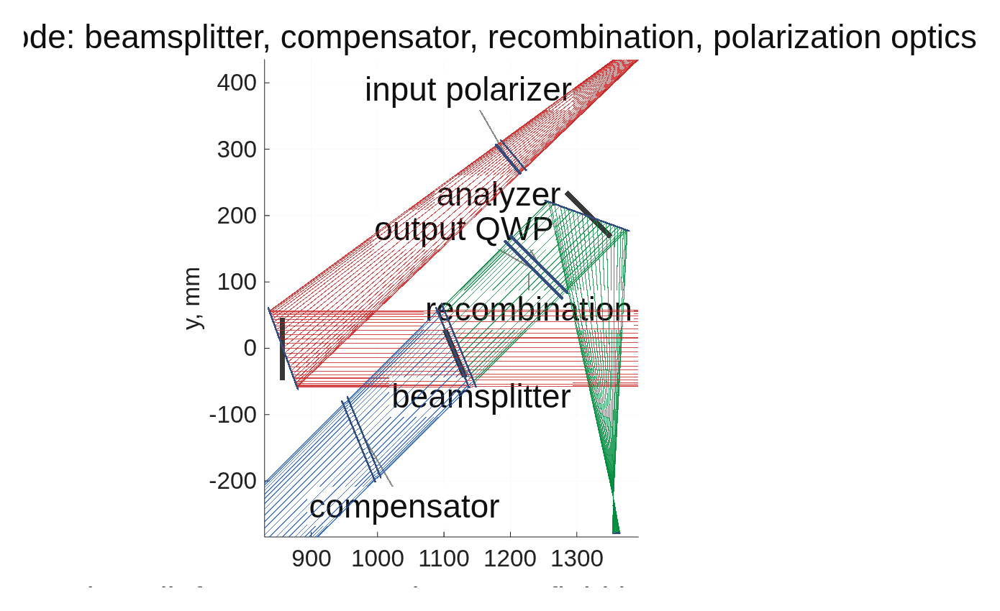 ode: beamsplitter, compensator, recombination, polarization optics
400
input polarizer
300
analyzer
200
output QWP
100
recombination
y, mm
0
beamsplitter
-100
-200
compensator
900 1000 1100 1200 1300